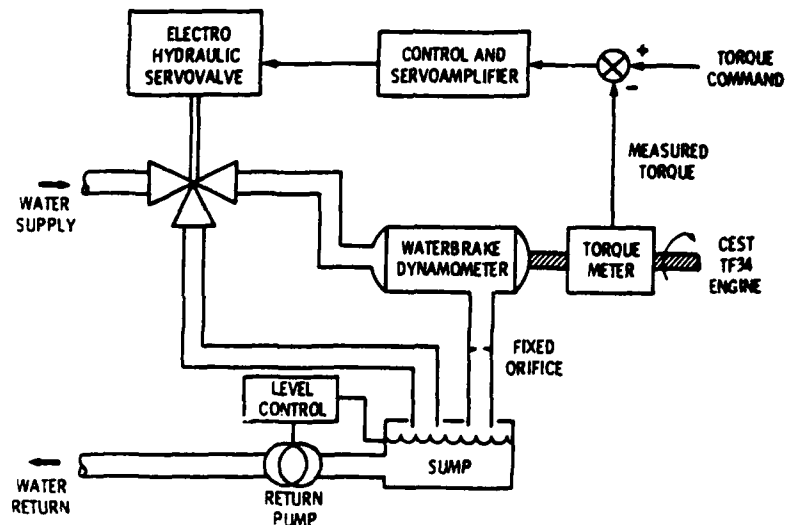 ELECTRO
HYDRAULIC
SERVOVALVE
CONTROL AND
SERVOAMPLIFIER
+
-
TORQUE
COMMAND
MEASURED
TORQUE
WATER
SUPPLY
WATERBRAKE
DYNAMOMETER
TORQUE
METER
CEST
TF34
ENGINE
FIXED
ORIFICE
LEVEL
CONTROL
SUMP
WATER
RETURN
RETURN
PUMP